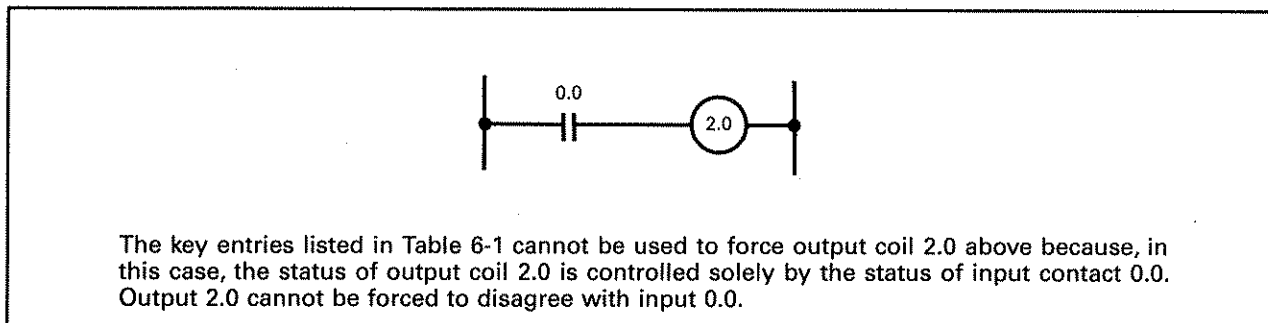 0.0
2.0
The key entries listed in Table 6-1 cannot be used to force output coil 2.0 above because, in
this case, the status of output coil 2.0 is controlled solely by the status of input contact 0.0.
Output 2.0 cannot be forced to disagree with input 0.0.